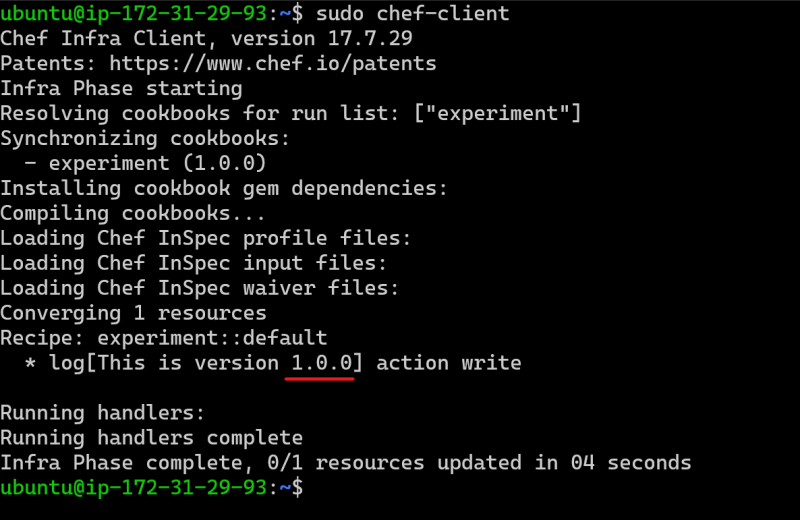 ubuntu@ip-172-31-29-93:~$ sudo chef-client
Chef Infra Client, version 17.7.29
Patents: https://www.chef.io/patents
Infra Phase starting
Resolving cookbooks for run list: ["experiment"]
Synchronizing cookbooks:
  - experiment (1.0.0)
Installing cookbook gem dependencies:
Compiling cookbooks...
Loading Chef InSpec profile files:
Loading Chef InSpec input files:
Loading Chef InSpec waiver files:
Converging 1 resources
Recipe: experiment::default
  * log[This is version 1.0.0] action write
Running handlers:
Running handlers complete
Infra Phase complete, 0/1 resources updated in 04 seconds
ubuntu@ip-172-31-29-93:~$